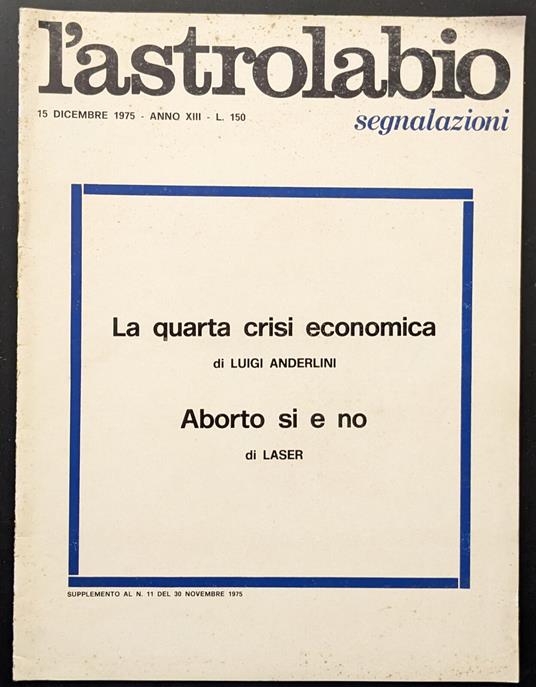 l'astrolabio
15 DICEMBRE 1975 - ANNO XIII - L. 150
segnalazioni
La quarta crisi economica
di LUIGI ANDERLINI
Aborto si e no
di LASER
SUPPLEMENTO AL N. 11 DEL 30 NOVEMBRE 1975